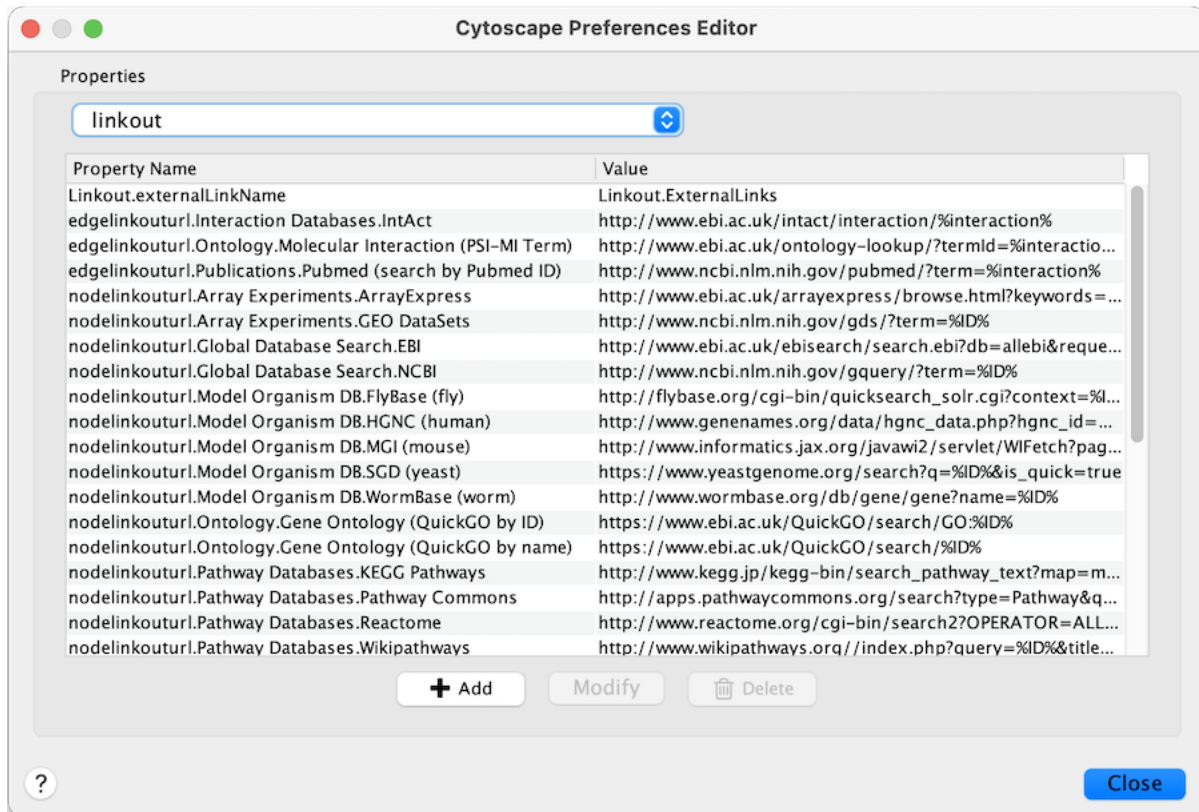 Cytoscape Preferences Editor
Properties
linkout
Property Name Value
Linkout.externalLinkName Linkout.ExternalLinks
edgelinkouturl.Interaction Databases.IntAct http://www.ebi.ac.uk/intact/interaction/%interaction%
edgelinkouturl.Ontology.Molecular Interaction (PSI-MI Term) http://www.ebi.ac.uk/ontology-lookup/?termId=%interactio...
edgelinkouturl.Publications.Pubmed (search by Pubmed ID) http://www.ncbi.nlm.nih.gov/pubmed/?term=%interaction%
nodelinkouturl.Array Experiments.ArrayExpress http://www.ebi.ac.uk/arrayexpress/browse.html?keywords=...
nodelinkouturl.Array Experiments.GEO DataSets http://www.ncbi.nlm.nih.gov/gds/?term=%ID%
nodelinkouturl.Global Database Search.EBI http://www.ebi.ac.uk/ebisearch/search.ebi?db=allebi&reque...
nodelinkouturl.Global Database Search.NCBI http://www.ncbi.nlm.nih.gov/gquery/?term=%ID%
nodelinkouturl.Model Organism DB.FlyBase (fly) http://flybase.org/cgi-bin/quicksearch_solr.cgi?context=%I...
nodelinkouturl.Model Organism DB.HGNC (human) http://www.genenames.org/data/hgnc_data.php?hgnc_id=...
nodelinkouturl.Model Organism DB.MGI (mouse) http://www.informatics.jax.org/javawi2/servlet/WIFetch?pag...
nodelinkouturl.Model Organism DB.SGD (yeast) https://www.yeastgenome.org/search?q=%ID%&is_quick=true
nodelinkouturl.Model Organism DB.WormBase (worm) http://www.wormbase.org/db/gene/gene?name=%ID%
nodelinkouturl.Ontology.Gene Ontology (QuickGO by ID) https://www.ebi.ac.uk/QuickGO/search/GO:%ID%
nodelinkouturl.Ontology.Gene Ontology (QuickGO by name) https://www.ebi.ac.uk/QuickGO/search/%ID%
nodelinkouturl.Pathway Databases.KEGG Pathways http://www.kegg.jp/kegg-bin/search_pathway_text?map=m...
nodelinkouturl.Pathway Databases.Pathway Commons http://apps.pathwaycommons.org/search?type=Pathway&q...
nodelinkouturl.Pathway Databases.Reactome http://www.reactome.org/cgi-bin/search2?OPERATOR=ALL...
nodelinkouturl.Pathway Databases.Wikipathways http://www.wikipathways.org//index.php?query=%ID%&title...
Add Modify Delete
? Close